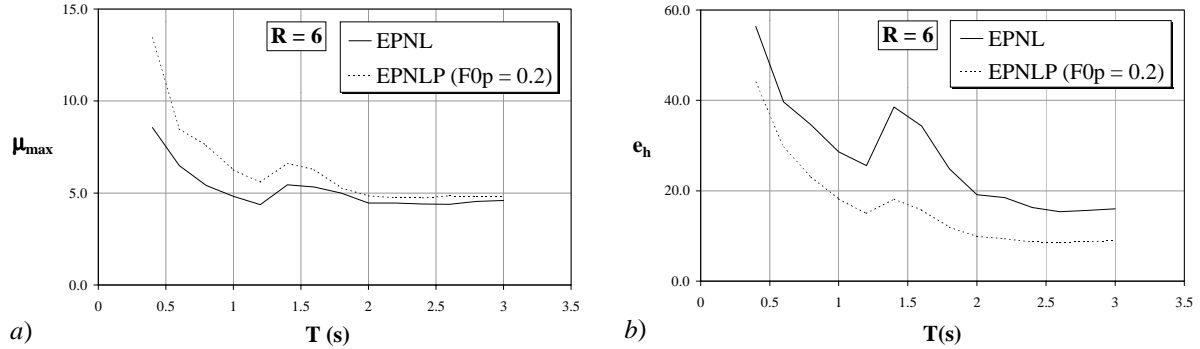 15.0
10.0
5.0
0.0
μmax
R = 6
EPNL
EPNLP (F0p = 0.2)
0 0.5 1 1.5 2 2.5 3 3.5
T (s)
a)
60.0
40.0
20.0
0.0
eh
R = 6
EPNL
EPNLP (F0p = 0.2)
0 0.5 1 1.5 2 2.5 3 3.5
T(s)
b)